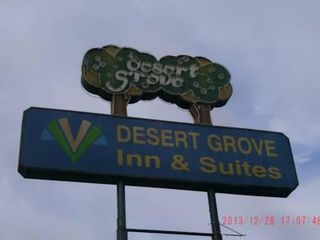 desert
grove
DESERT GROVE
Inn & Suites
2013/12/28 17:07:48